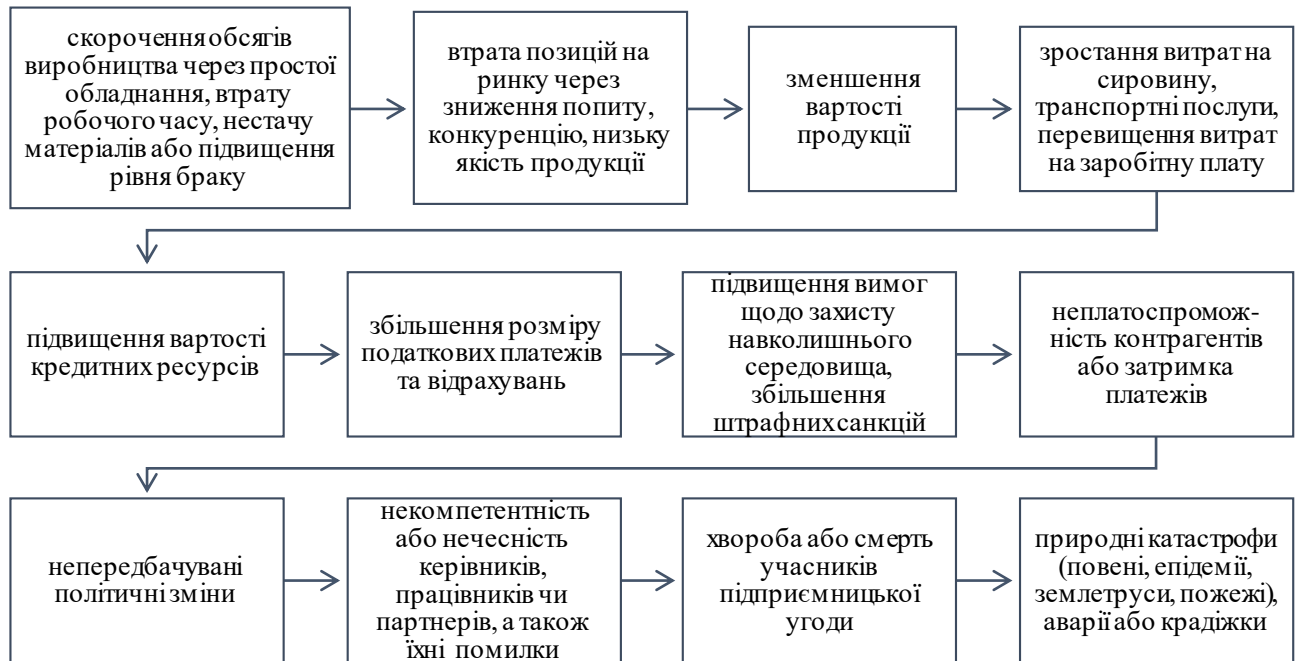 скорочення обсягів
виробництва через простої
обладнання, втрату
робочого часу, нестачу
матеріалів або підвищення
рівня браку
втрата позицій на
ринку через
зниження попиту,
конкуренцію, низьку
якість продукції
зменшення
вартості
продукції
зростання витрат на
сировину,
транспортні послуги,
перевищення витрат
на заробітну плату
підвищення вартості
кредитних ресурсів
збільшення розміру
податкових платежів
та відрахувань
підвищення вимог
щодо захисту
навколишнього
середовища,
збільшення
штрафних санкцій
неплатоспромож-
ність контрагентів
або затримка
платежів
непередбачувані
політичні зміни
некомпетентність
або нечесність
керівників,
працівників чи
партнерів, а також
їхні помилки
хвороба або смерть
учасників
підприємницької
угоди
природні катастрофи
(повені, епідемії,
землетруси, пожежі),
аварії або крадіжки